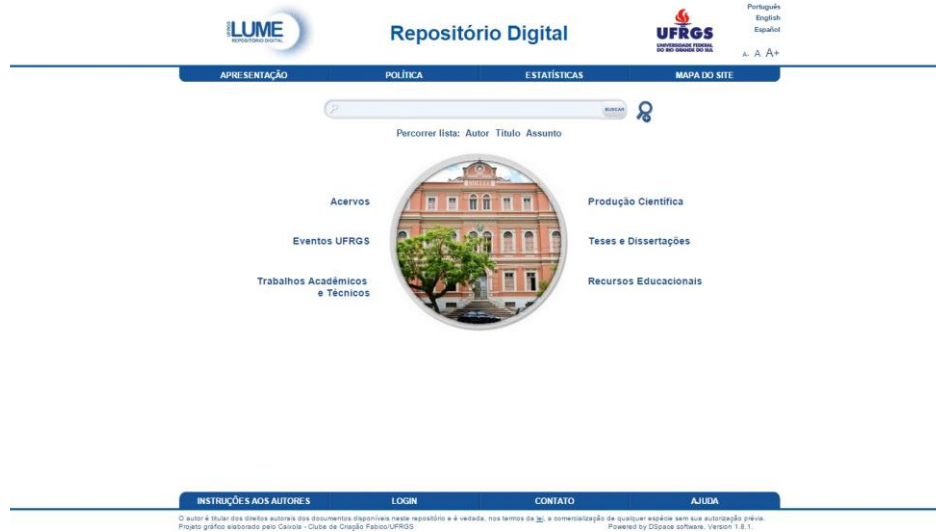 UFRGS
LUME
REPOSITÓRIO DIGITAL
Repositório Digital
UFRGS
UNIVERSIDADE FEDERAL
DO RIO GRANDE DO SUL
Português
English
Español
A- A A+
APRESENTAÇÃO POLÍTICA ESTATÍSTICAS MAPA DO SITE
BUSCAR
Percorrer lista: Autor Título Assunto
Acervos
Eventos UFRGS
Trabalhos Acadêmicos
e Técnicos
Produção Científica
Teses e Dissertações
Recursos Educacionais
INSTRUÇÕES AOS AUTORES LOGIN CONTATO AJUDA
O autor é titular dos direitos autorais dos documentos disponíveis neste repositório e é vedada, nos termos da lei, a comercialização de qualquer espécie sem sua autorização prévia.
Projeto gráfico elaborado pelo Caixola - Clube de Criação Fabico/UFRGS Powered by DSpace software, Version 1.8.1.